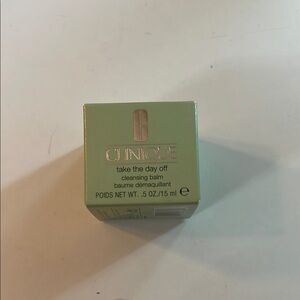 CLINIQUE
take the day off
cleansing balm
baume démaquillant
POIDS NET WT. .5 OZ./15 ml ℮